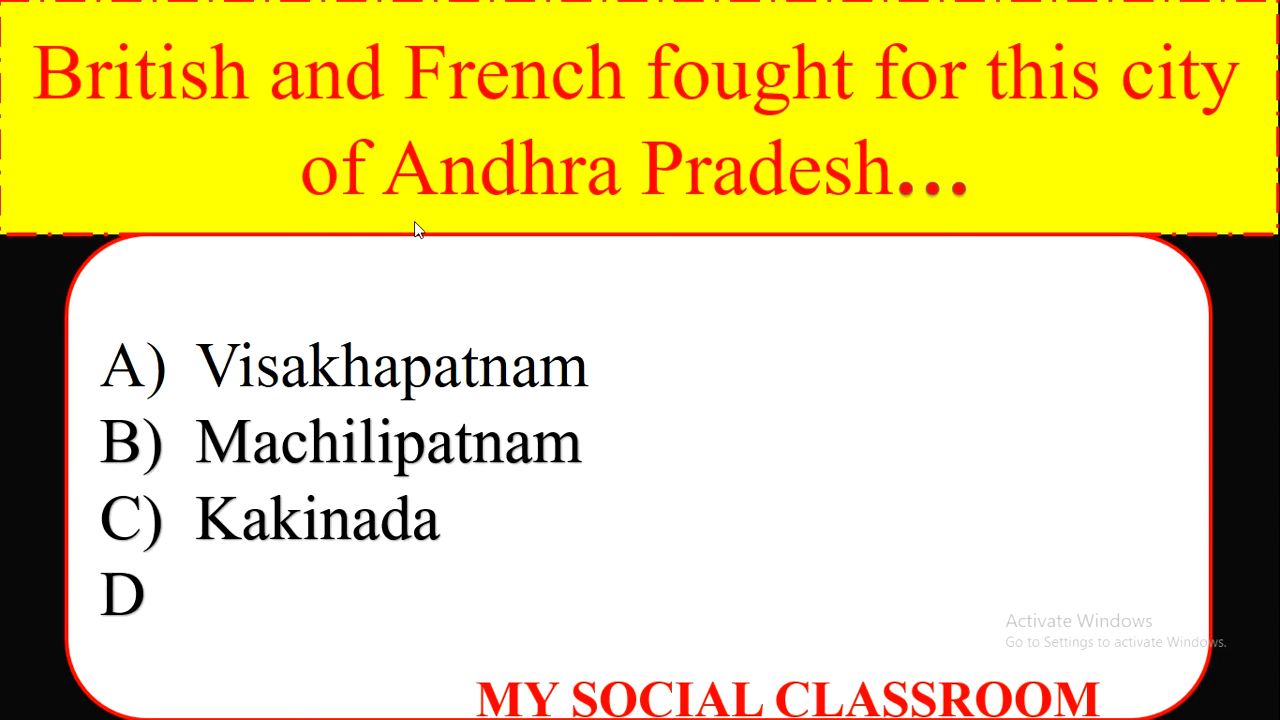 British and French fought for this city
of Andhra Pradesh...
A) Visakhapatnam
B) Machilipatnam
C) Kakinada
D
Activate Windows
Go to Settings to activate Windows.
MY SOCIAL CLASSROOM